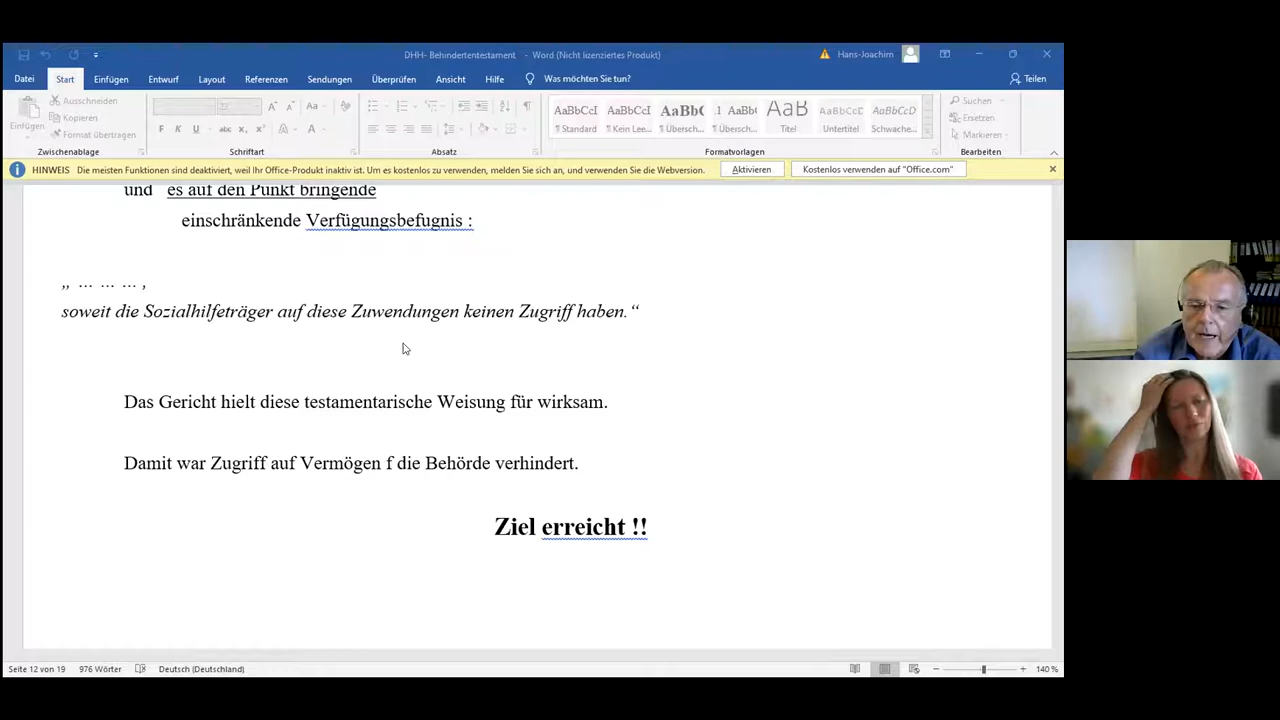 DHH- Behindertentestament - Word (Nicht lizenziertes Produkt)
Hans-Joachim
Datei Start Einfügen Entwurf Layout Referenzen Sendungen Überprüfen Ansicht Hilfe Was möchten Sie tun? Teilen
Einfügen
Ausschneiden
Kopieren
Format übertragen
Zwischenablage
F K U abc x₂ x²
Schriftart
Absatz
AaBbCcI AaBbCcI AaBbC .1 AaBb( AaB AaBbCcD AaBbCcD
¶ Standard ¶ Kein Lee... ¶ Übersch... ¶ Übersch... Titel Untertitel Schwache...
Formatvorlagen
Suchen
Ersetzen
Markieren
Bearbeiten
HINWEIS Die meisten Funktionen sind deaktiviert, weil Ihr Office-Produkt inaktiv ist. Um es kostenlos zu verwenden, melden Sie sich an, und verwenden Sie die Webversion. Aktivieren Kostenlos verwenden auf "Office.com"
und es auf den Punkt bringende
einschränkende Verfügungsbefugnis :
„ … … … ,
soweit die Sozialhilfeträger auf diese Zuwendungen keinen Zugriff haben.“
Das Gericht hielt diese testamentarische Weisung für wirksam.
Damit war Zugriff auf Vermögen f die Behörde verhindert.
Ziel erreicht !!
Seite 12 von 19 976 Wörter Deutsch (Deutschland) 140 %